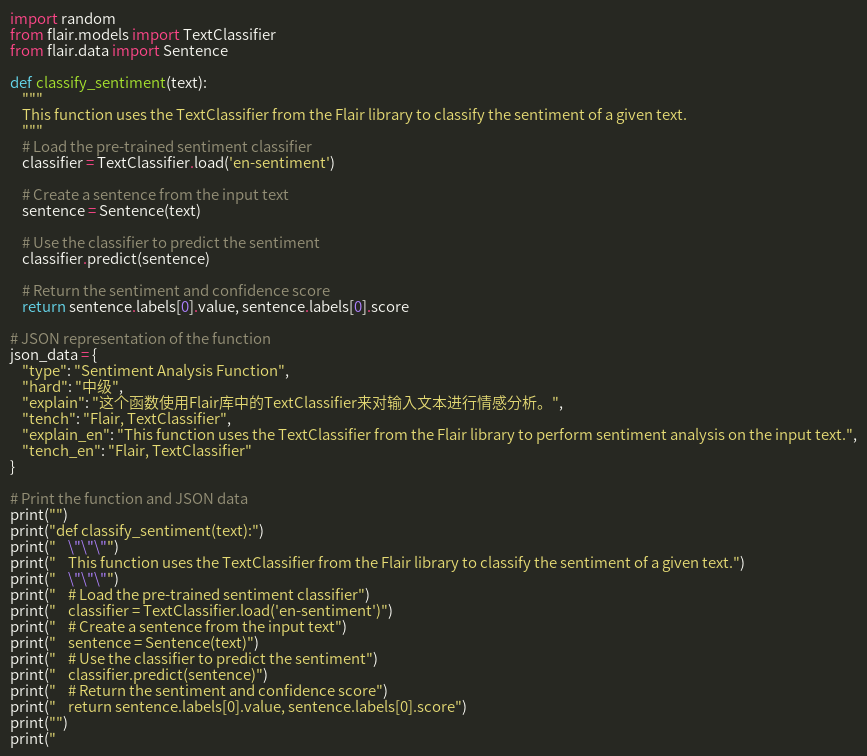 import random
from flair.models import TextClassifier
from flair.data import Sentence

def classify_sentiment(text):
    """
    This function uses the TextClassifier from the Flair library to classify the sentiment of a given text.
    """
    # Load the pre-trained sentiment classifier
    classifier = TextClassifier.load('en-sentiment')

    # Create a sentence from the input text
    sentence = Sentence(text)

    # Use the classifier to predict the sentiment
    classifier.predict(sentence)

    # Return the sentiment and confidence score
    return sentence.labels[0].value, sentence.labels[0].score

# JSON representation of the function
json_data = {
    "type": "Sentiment Analysis Function",
    "hard": "中级",
    "explain": "这个函数使用Flair库中的TextClassifier来对输入文本进行情感分析。",
    "tench": "Flair, TextClassifier",
    "explain_en": "This function uses the TextClassifier from the Flair library to perform sentiment analysis on the input text.",
    "tench_en": "Flair, TextClassifier"
}

# Print the function and JSON data
print("")
print("def classify_sentiment(text):")
print("    \"\"\"")
print("    This function uses the TextClassifier from the Flair library to classify the sentiment of a given text.")
print("    \"\"\"")
print("    # Load the pre-trained sentiment classifier")
print("    classifier = TextClassifier.load('en-sentiment')")
print("    # Create a sentence from the input text")
print("    sentence = Sentence(text)")
print("    # Use the classifier to predict the sentiment")
print("    classifier.predict(sentence)")
print("    # Return the sentiment and confidence score")
print("    return sentence.labels[0].value, sentence.labels[0].score")
print("")
print("